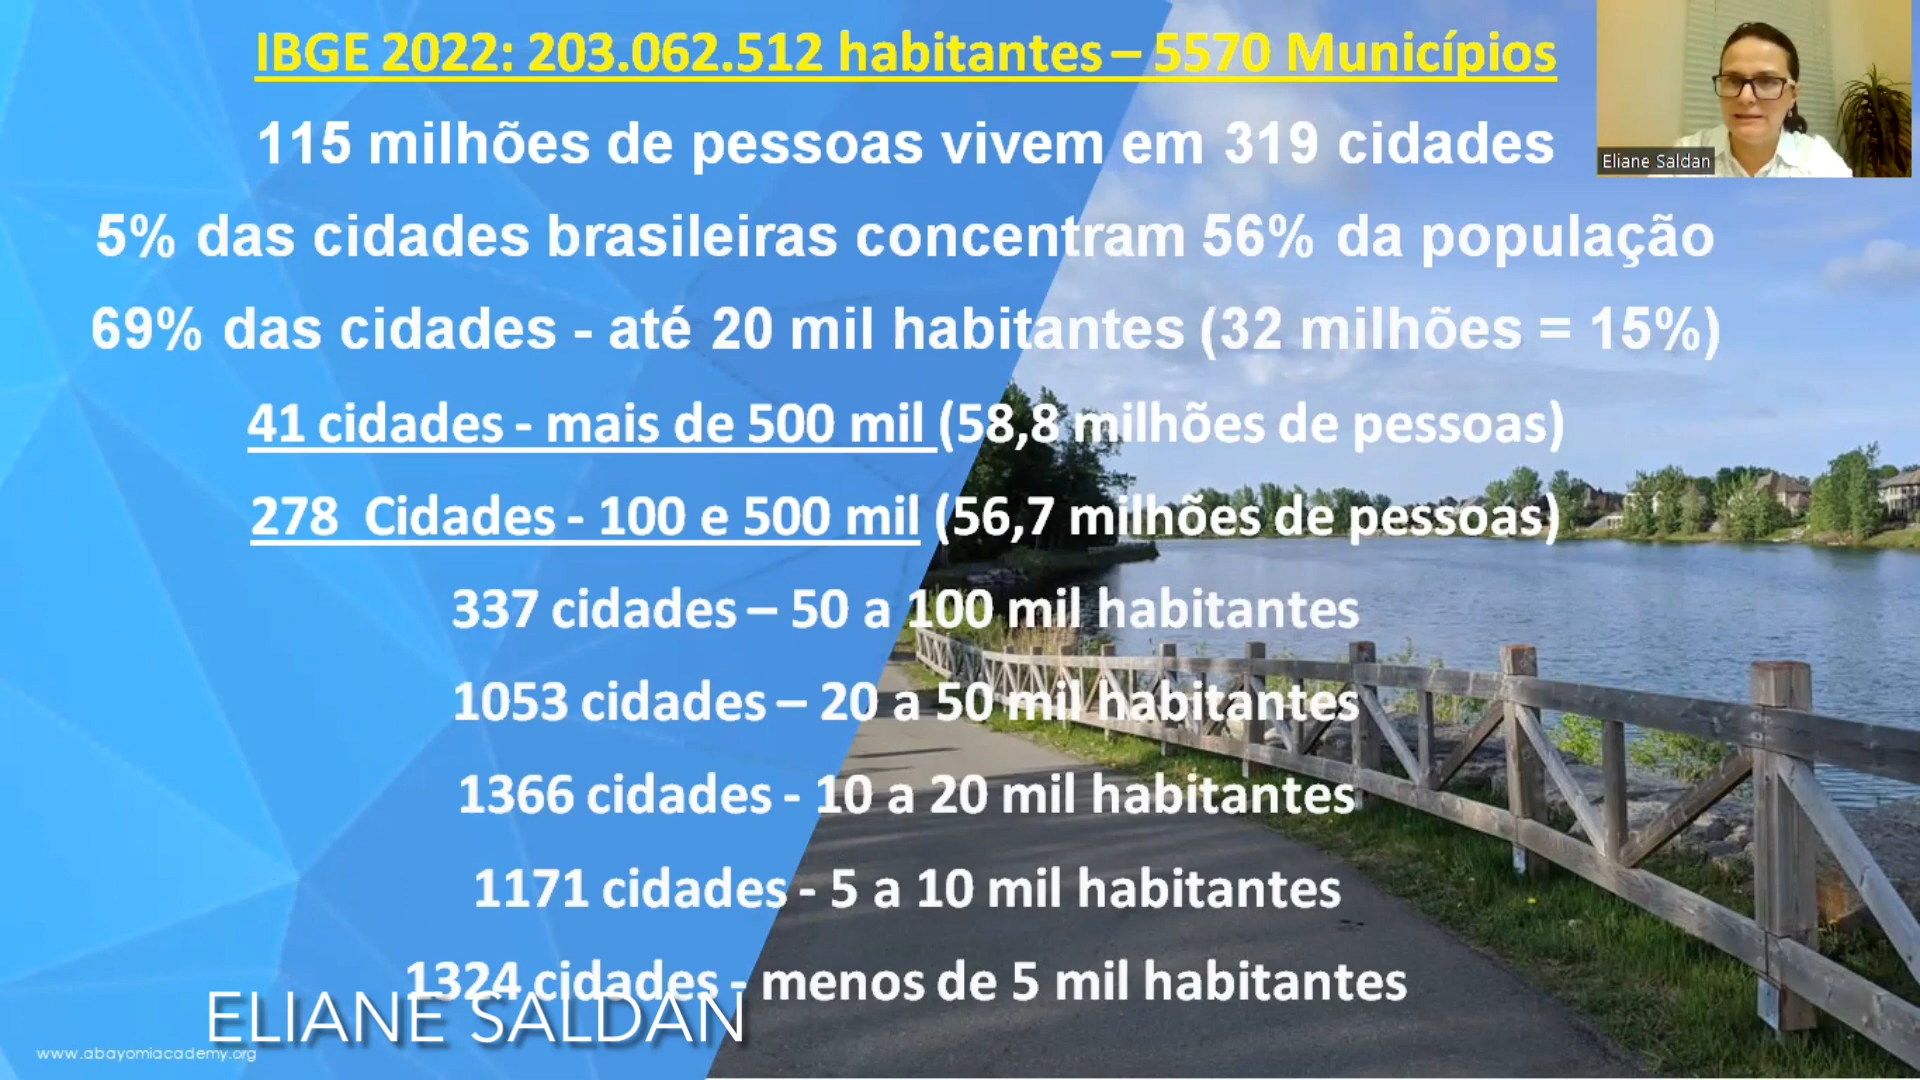 IBGE 2022: 203.062.512 habitantes – 5570 Municípios
115 milhões de pessoas vivem em 319 cidades
5% das cidades brasileiras concentram 56% da população
69% das cidades - até 20 mil habitantes (32 milhões = 15%)
41 cidades - mais de 500 mil (58,8 milhões de pessoas)
278 Cidades - 100 e 500 mil (56,7 milhões de pessoas)
337 cidades – 50 a 100 mil habitantes
1053 cidades – 20 a 50 mil habitantes
1366 cidades - 10 a 20 mil habitantes
1171 cidades - 5 a 10 mil habitantes
1324 cidades - menos de 5 mil habitantes
Eliane Saldan
ELIANE SALDAN
www.abayomiacademy.org